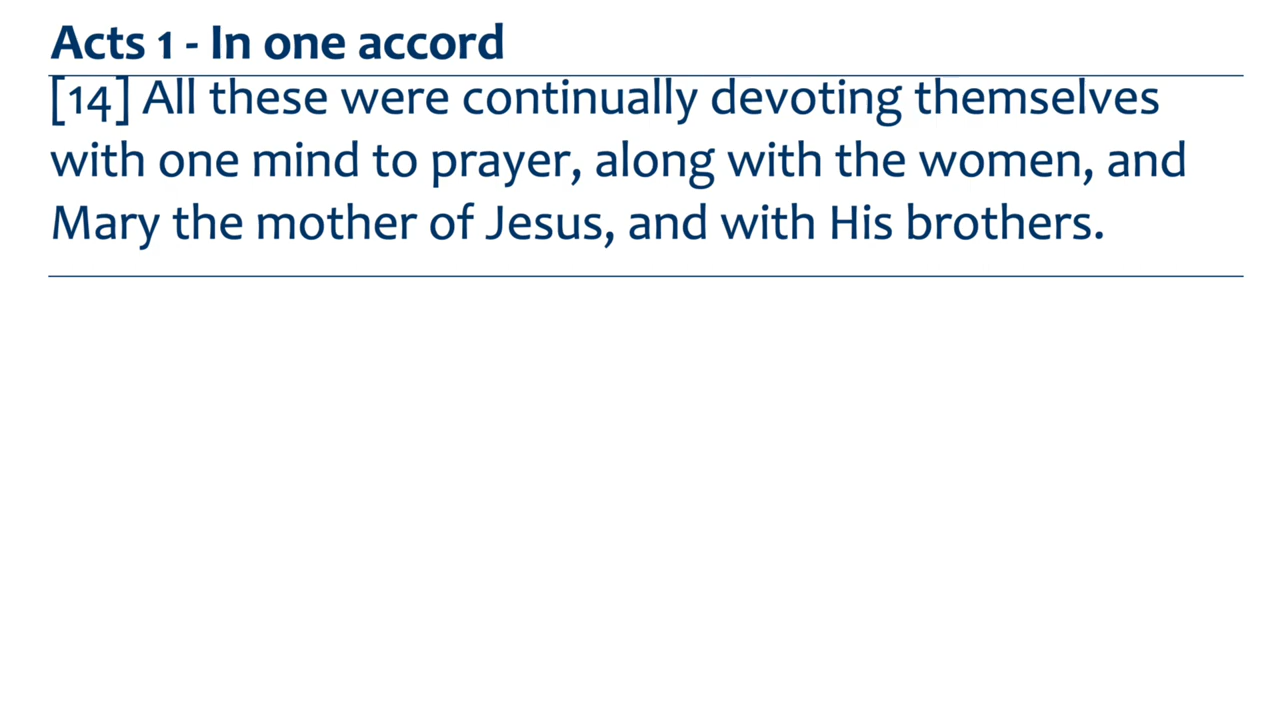 Acts 1 - In one accord
[14] All these were continually devoting themselves
with one mind to prayer, along with the women, and
Mary the mother of Jesus, and with His brothers.